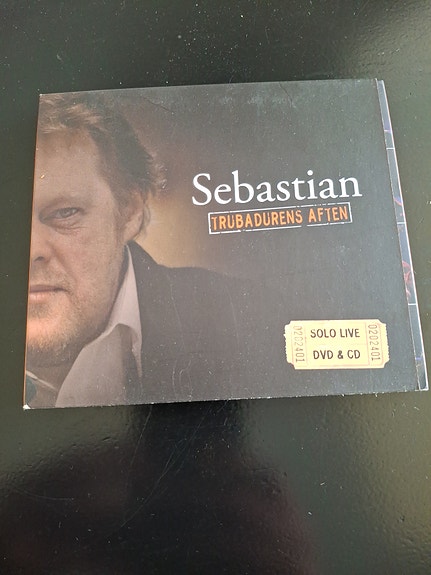 Sebastian
TRUBADURENS AFTEN
SOLO LIVE
DVD & CD
0202401
0202401